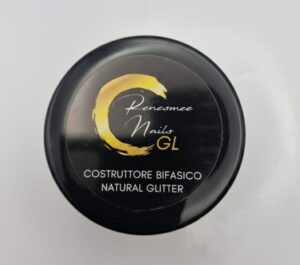 Renesmee
Nails
GL
COSTRUTTORE BIFASICO
NATURAL GLITTER